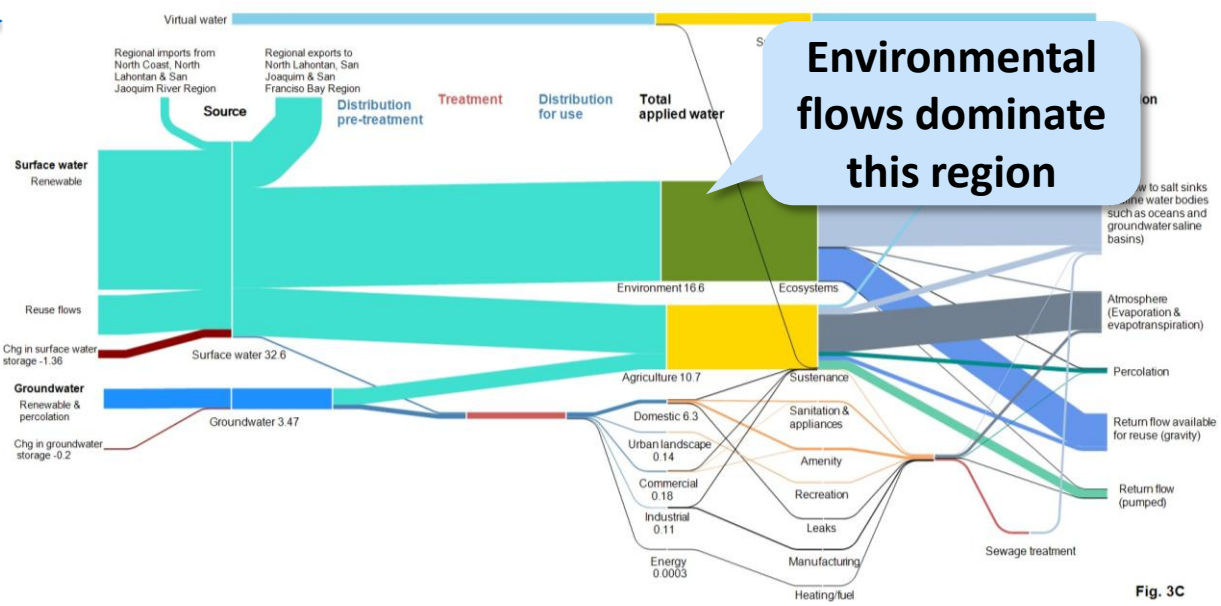 Virtual water
Regional imports from
North Coast, North
Lahontan & San
Jaoquim River Region
Regional exports to
North Lahontan, San
Joaquim & San
Franciso Bay Region
Source
Distribution
pre-treatment
Treatment
Distribution
for use
Total
applied water
Environmental
flows dominate
this region
Surface water
Renewable
to salt sinks
water bodies
such as oceans and
groundwater saline
basins)
Environment 16.6
Ecosystems
Reuse flows
Atmosphere
(Evaporation &
evapotranspiration)
Chg in surface water
storage -1.36
Surface water 32.6
Agriculture 10.7
Sustenance
Percolation
Groundwater
Renewable &
percolation
Groundwater 3.47
Domestic 6.3
Sanitation &
appliances
Return flow available
for reuse (gravity)
Chg in groundwater
storage -0.2
Urban landscape
0.14
Amenity
Commercial
0.18
Recreation
Return flow
(pumped)
Industrial
0.11
Leaks
Sewage treatment
Energy
0.0003
Manufacturing
Heating/fuel
Fig. 3C